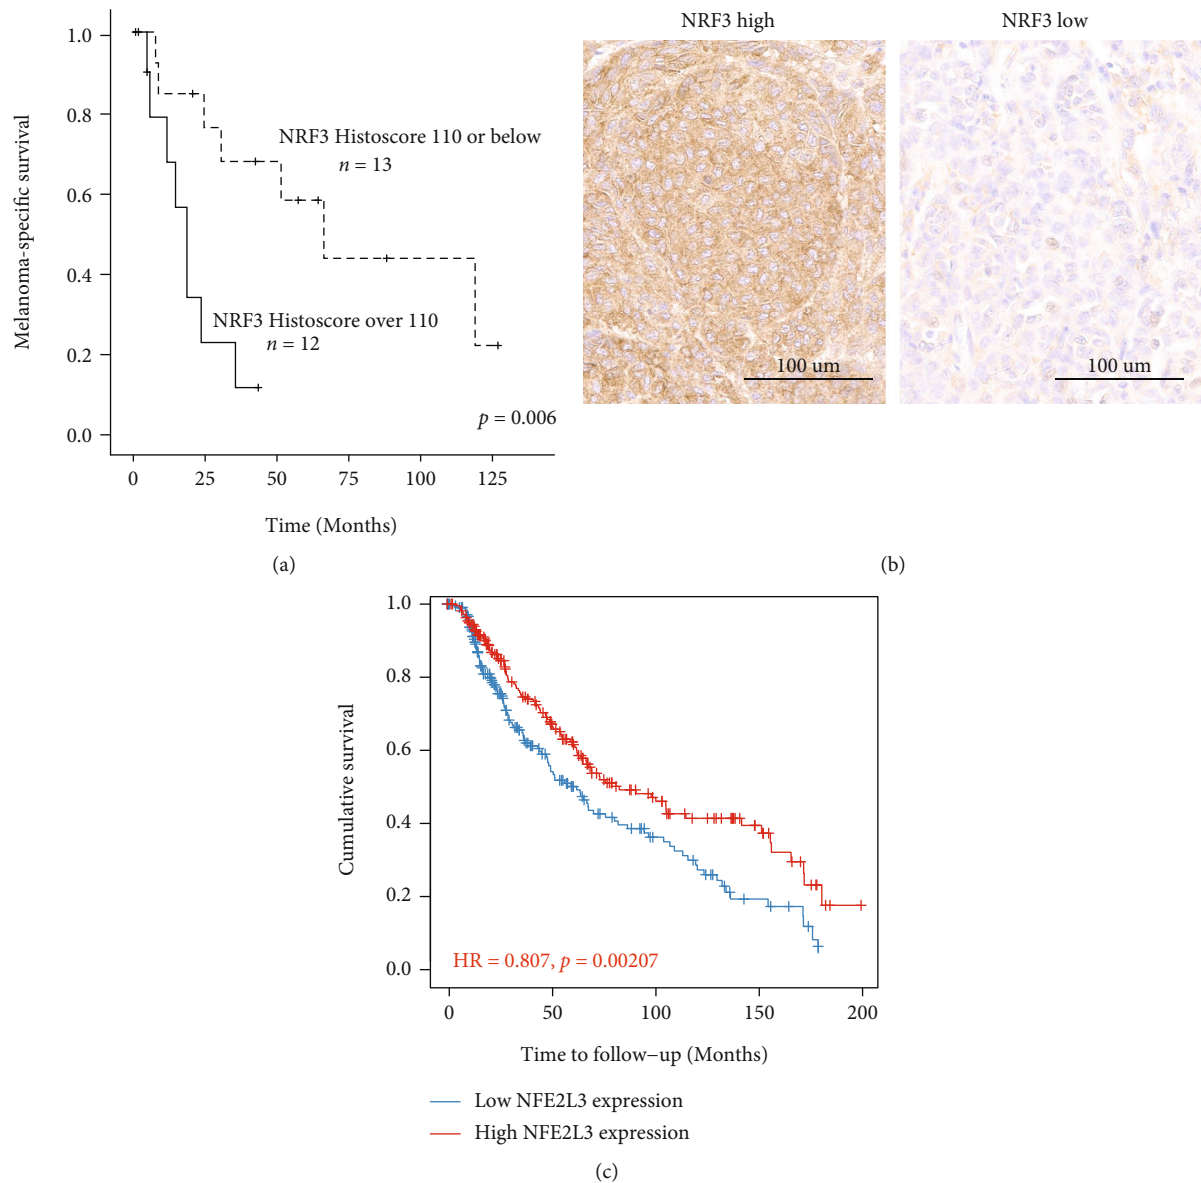 1.0
0.8
0.6
0.4
0.2
0.0
Melanoma-specific survival
NRF3 Histoscore 110 or below
n = 13
NRF3 Histoscore over 110
n = 12
p = 0.006
0 25 50 75 100 125
Time (Months)
(a)
NRF3 high
NRF3 low
100 um
100 um
(b)
1.0
0.8
0.6
0.4
0.2
0.0
Cumulative survival
HR = 0.807, p = 0.00207
0 50 100 150 200
Time to follow−up (Months)
Low NFE2L3 expression
High NFE2L3 expression
(c)